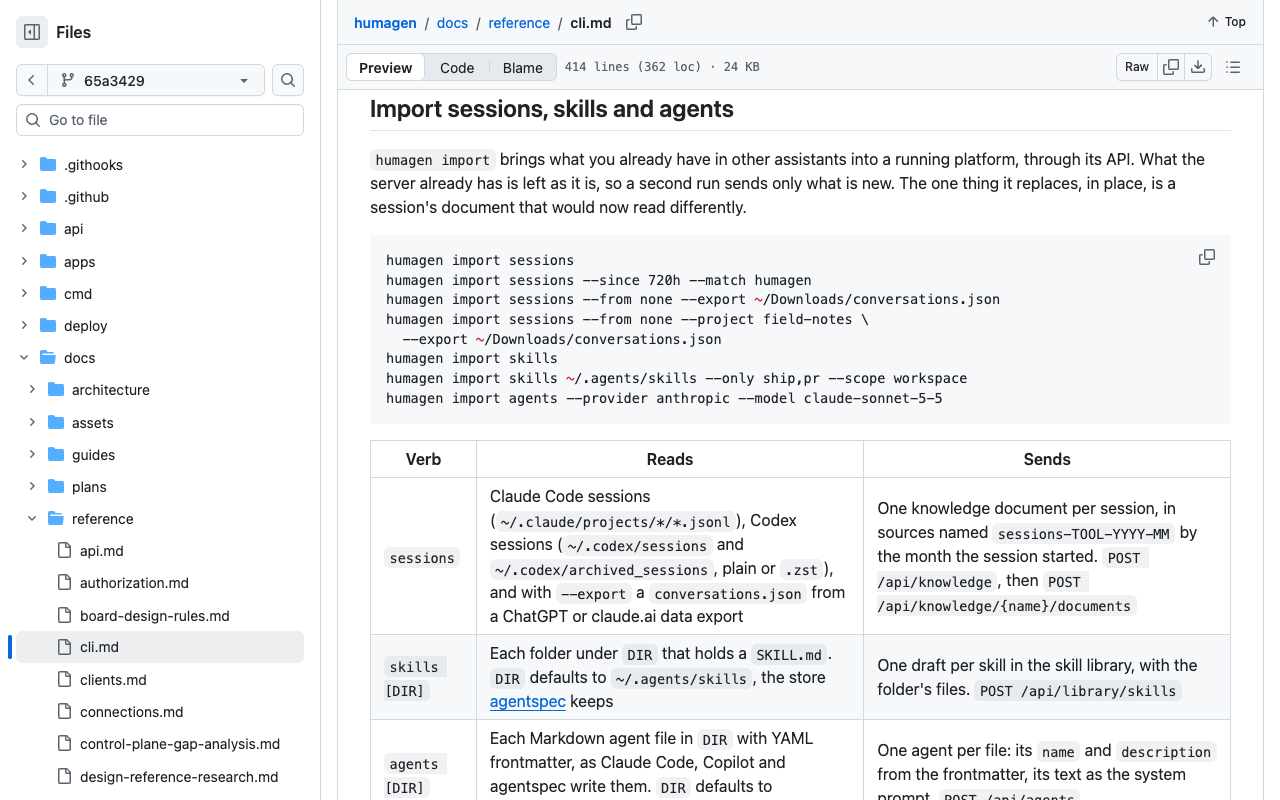 Files
65a3429
Go to file
.githooks
.github
api
apps
cmd
deploy
docs
architecture
assets
guides
plans
reference
api.md
authorization.md
board-design-rules.md
cli.md
clients.md
connections.md
control-plane-gap-analysis.md
design-reference-research.md
humagen / docs / reference / cli.md
Top
Preview Code Blame 414 lines (362 loc) · 24 KB
Raw
Import sessions, skills and agents
humagen import brings what you already have in other assistants into a running platform, through its API. What the
server already has is left as it is, so a second run sends only what is new. The one thing it replaces, in place, is a
session's document that would now read differently.
humagen import sessions
humagen import sessions --since 720h --match humagen
humagen import sessions --from none --export ~/Downloads/conversations.json
humagen import sessions --from none --project field-notes \
--export ~/Downloads/conversations.json
humagen import skills
humagen import skills ~/.agents/skills --only ship,pr --scope workspace
humagen import agents --provider anthropic --model claude-sonnet-5-5
Verb Reads Sends
sessions
Claude Code sessions
(~/.claude/projects/*/*.jsonl), Codex
sessions (~/.codex/sessions and
~/.codex/archived_sessions, plain or .zst),
and with --export a conversations.json from
a ChatGPT or claude.ai data export
One knowledge document per session, in
sources named sessions-TOOL-YYYY-MM by
the month the session started. POST
/api/knowledge, then POST
/api/knowledge/{name}/documents
skills
[DIR]
Each folder under DIR that holds a SKILL.md.
DIR defaults to ~/.agents/skills, the store
agentspec keeps
One draft per skill in the skill library, with the
folder's files. POST /api/library/skills
agents
[DIR]
Each Markdown agent file in DIR with YAML
frontmatter, as Claude Code, Copilot and
agentspec write them. DIR defaults to
One agent per file: its name and description
from the frontmatter, its text as the system
prompt. POST /api/agents